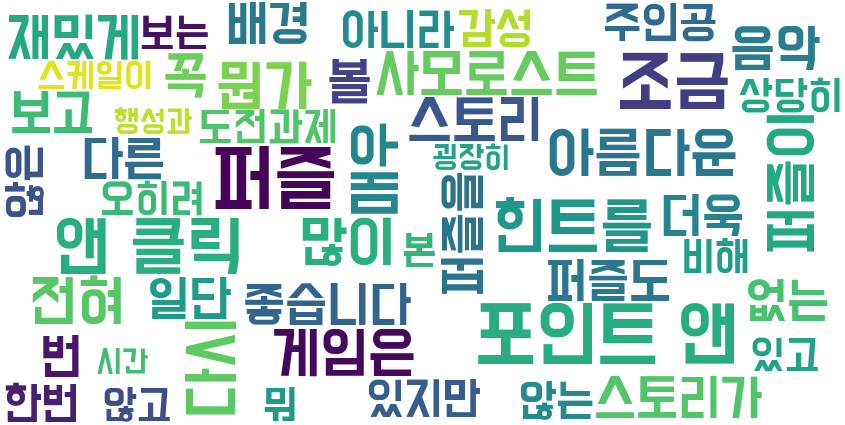 재밌게 보는 배경 아니라 감성 주인공 음악
스케일이 꼭 뭔가 볼 사모로스트 조금 상당히
보고 행성과 도전과제 스토리
다른 퍼즐 옴 굉장히 아름다운 퍼즐이
한 오히려 퍼즐을 힌트를 더욱
앤 클릭 많이 본 비해
전혀 일단 좋습니다 퍼즐도 없는
번 시간 다시 게임은 포인트 앤 있고
한번 않고 뭐 있지만 않는 스토리가